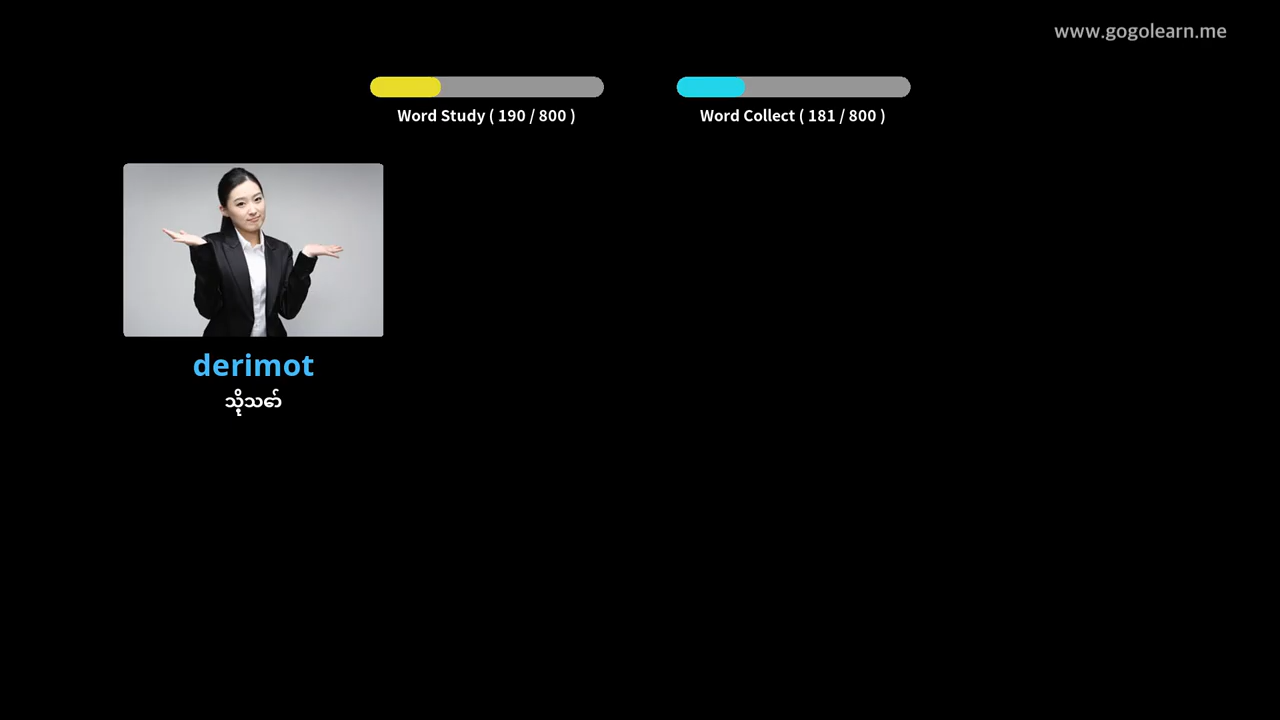 www.gogolearn.me
Word Study ( 190 / 800 )
Word Collect ( 181 / 800 )
derimot
သို့သော်